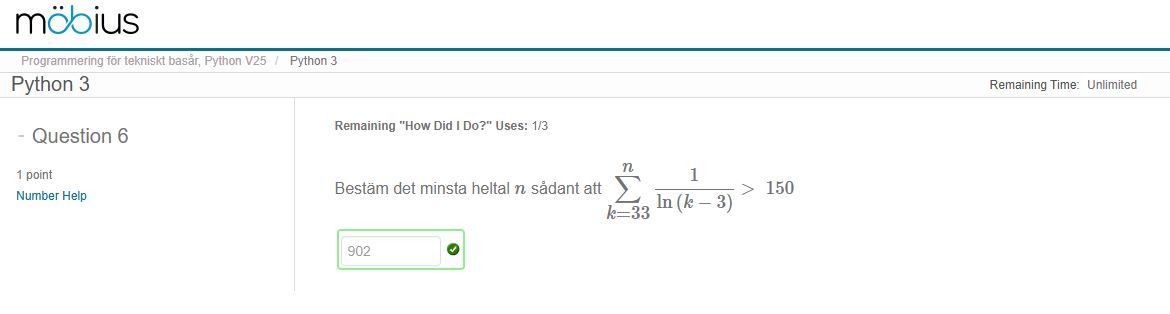 möbius
Programmering för tekniskt basår, Python V25 / Python 3
Python 3
Remaining Time: Unlimited
- Question 6
1 point
Number Help
Remaining "How Did I Do?" Uses: 1/3
Bestäm det minsta heltal n sådant att \sum_{k=33}^{n} \frac{1}{\ln(k-3)} > 150
902